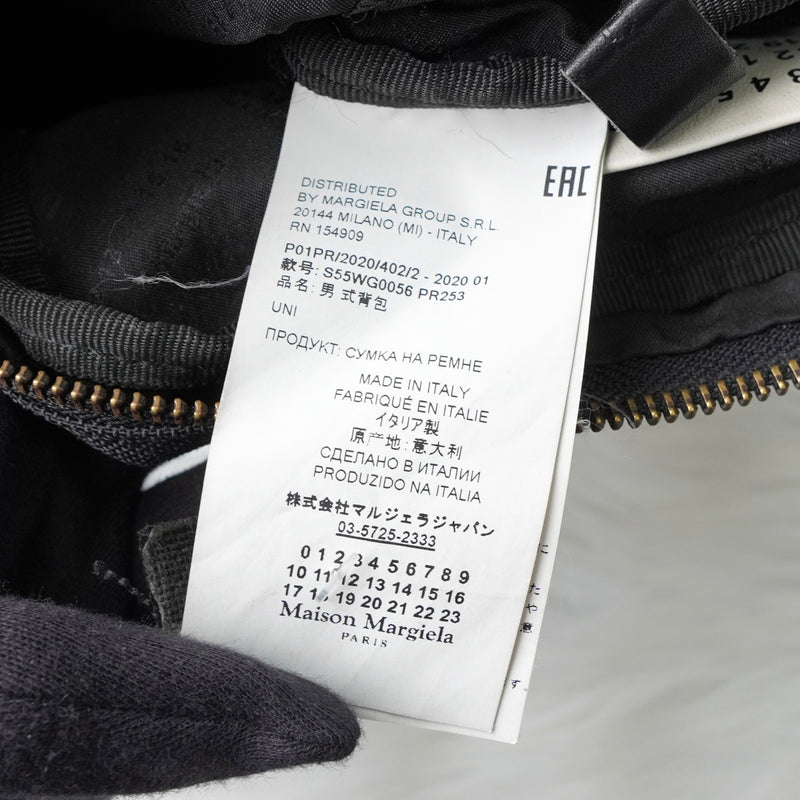 EAC
DISTRIBUTED
BY MARGIELA GROUP S.R.L.
20144 MILANO (MI) - ITALY
RN 154909
P01PR/2020/402/2 - 2020 01
款号: S55WG0056 PR253
品名: 男 式背包
UNI
ПРОДУКТ: СУМКА НА РЕМНЕ
MADE IN ITALY
FABRIQUÉ EN ITALIE
イタリア製
原产地: 意大利
СДЕЛАНО В ИТАЛИИ
PRODUZIDO NA ITALIA
株式会社マルジェラジャパン
03-5725-2333
0 1 2 3 4 5 6 7 8 9
10 11 12 13 14 15 16
17 18 19 20 21 22 23
Maison Margiela
PARIS
3 4 5